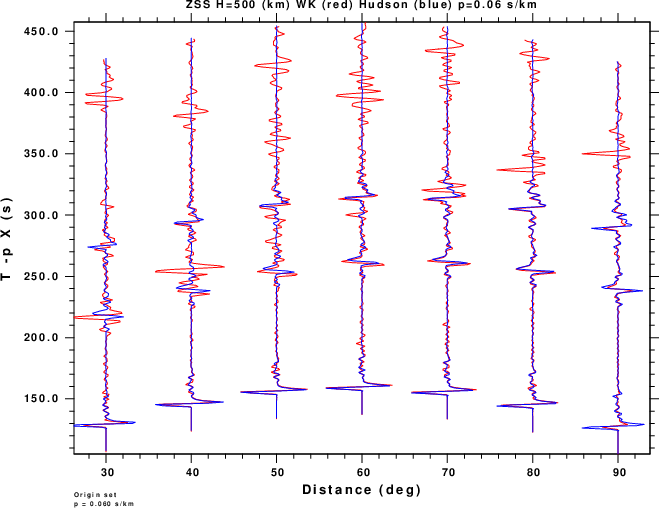 ZSS H=500 (km) WK (red) Hudson (blue) p=0.06 s/km
450.0
400.0
350.0
300.0
250.0
200.0
150.0
T -p X (s)
30 40 50 60 70 80 90
Distance (deg)
Origin set
p = 0.060 s/km